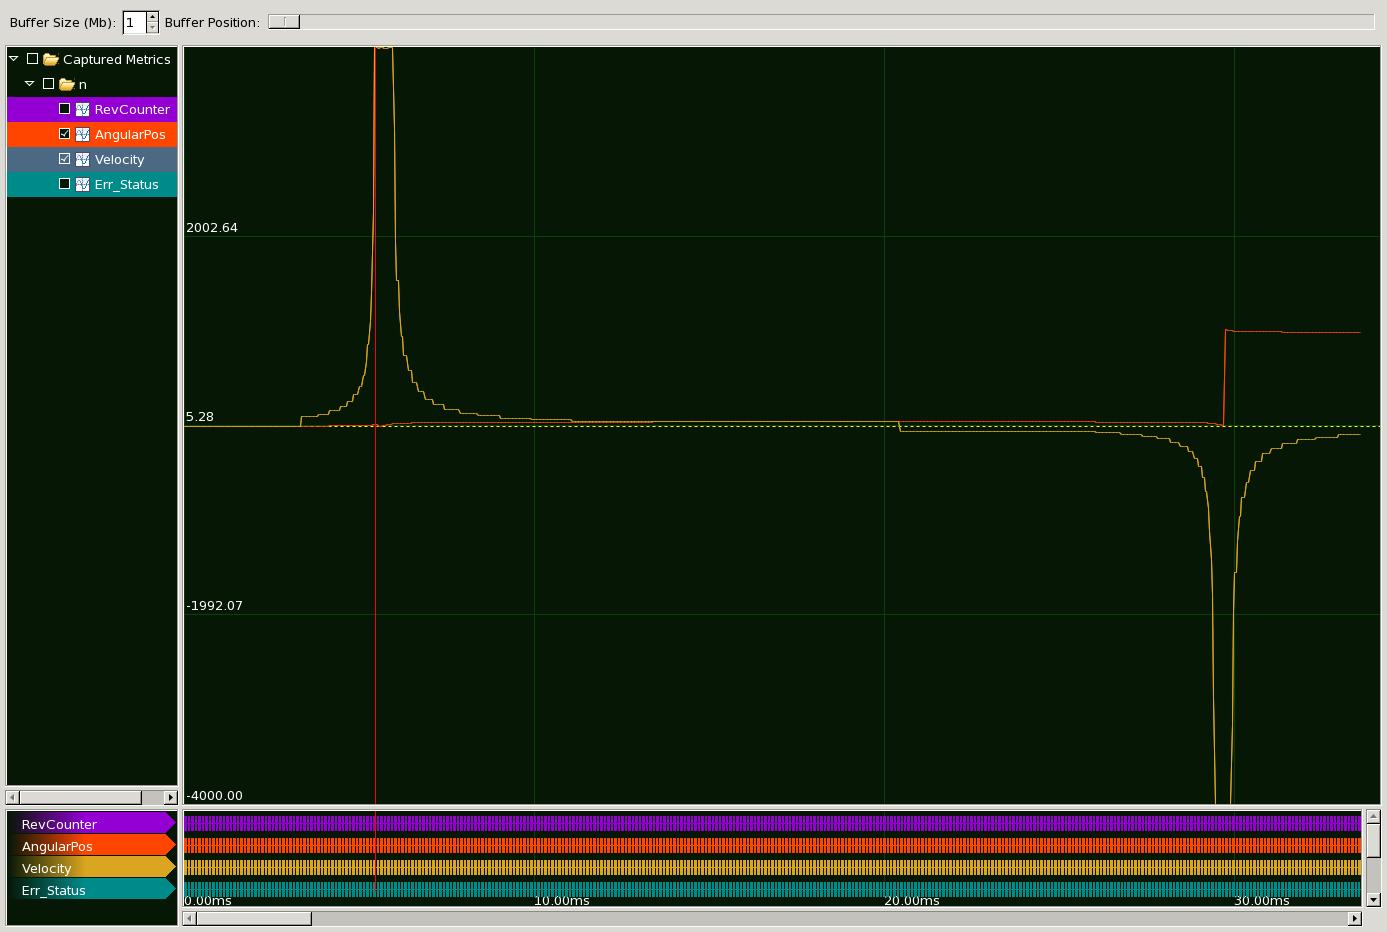 Buffer Size (Mb): 1 Buffer Position:
Captured Metrics
n
RevCounter
AngularPos
Velocity
Err_Status
2002.64
5.28
-1992.07
-4000.00
RevCounter
AngularPos
Velocity
Err_Status
0.00ms 10.00ms 20.00ms 30.00ms